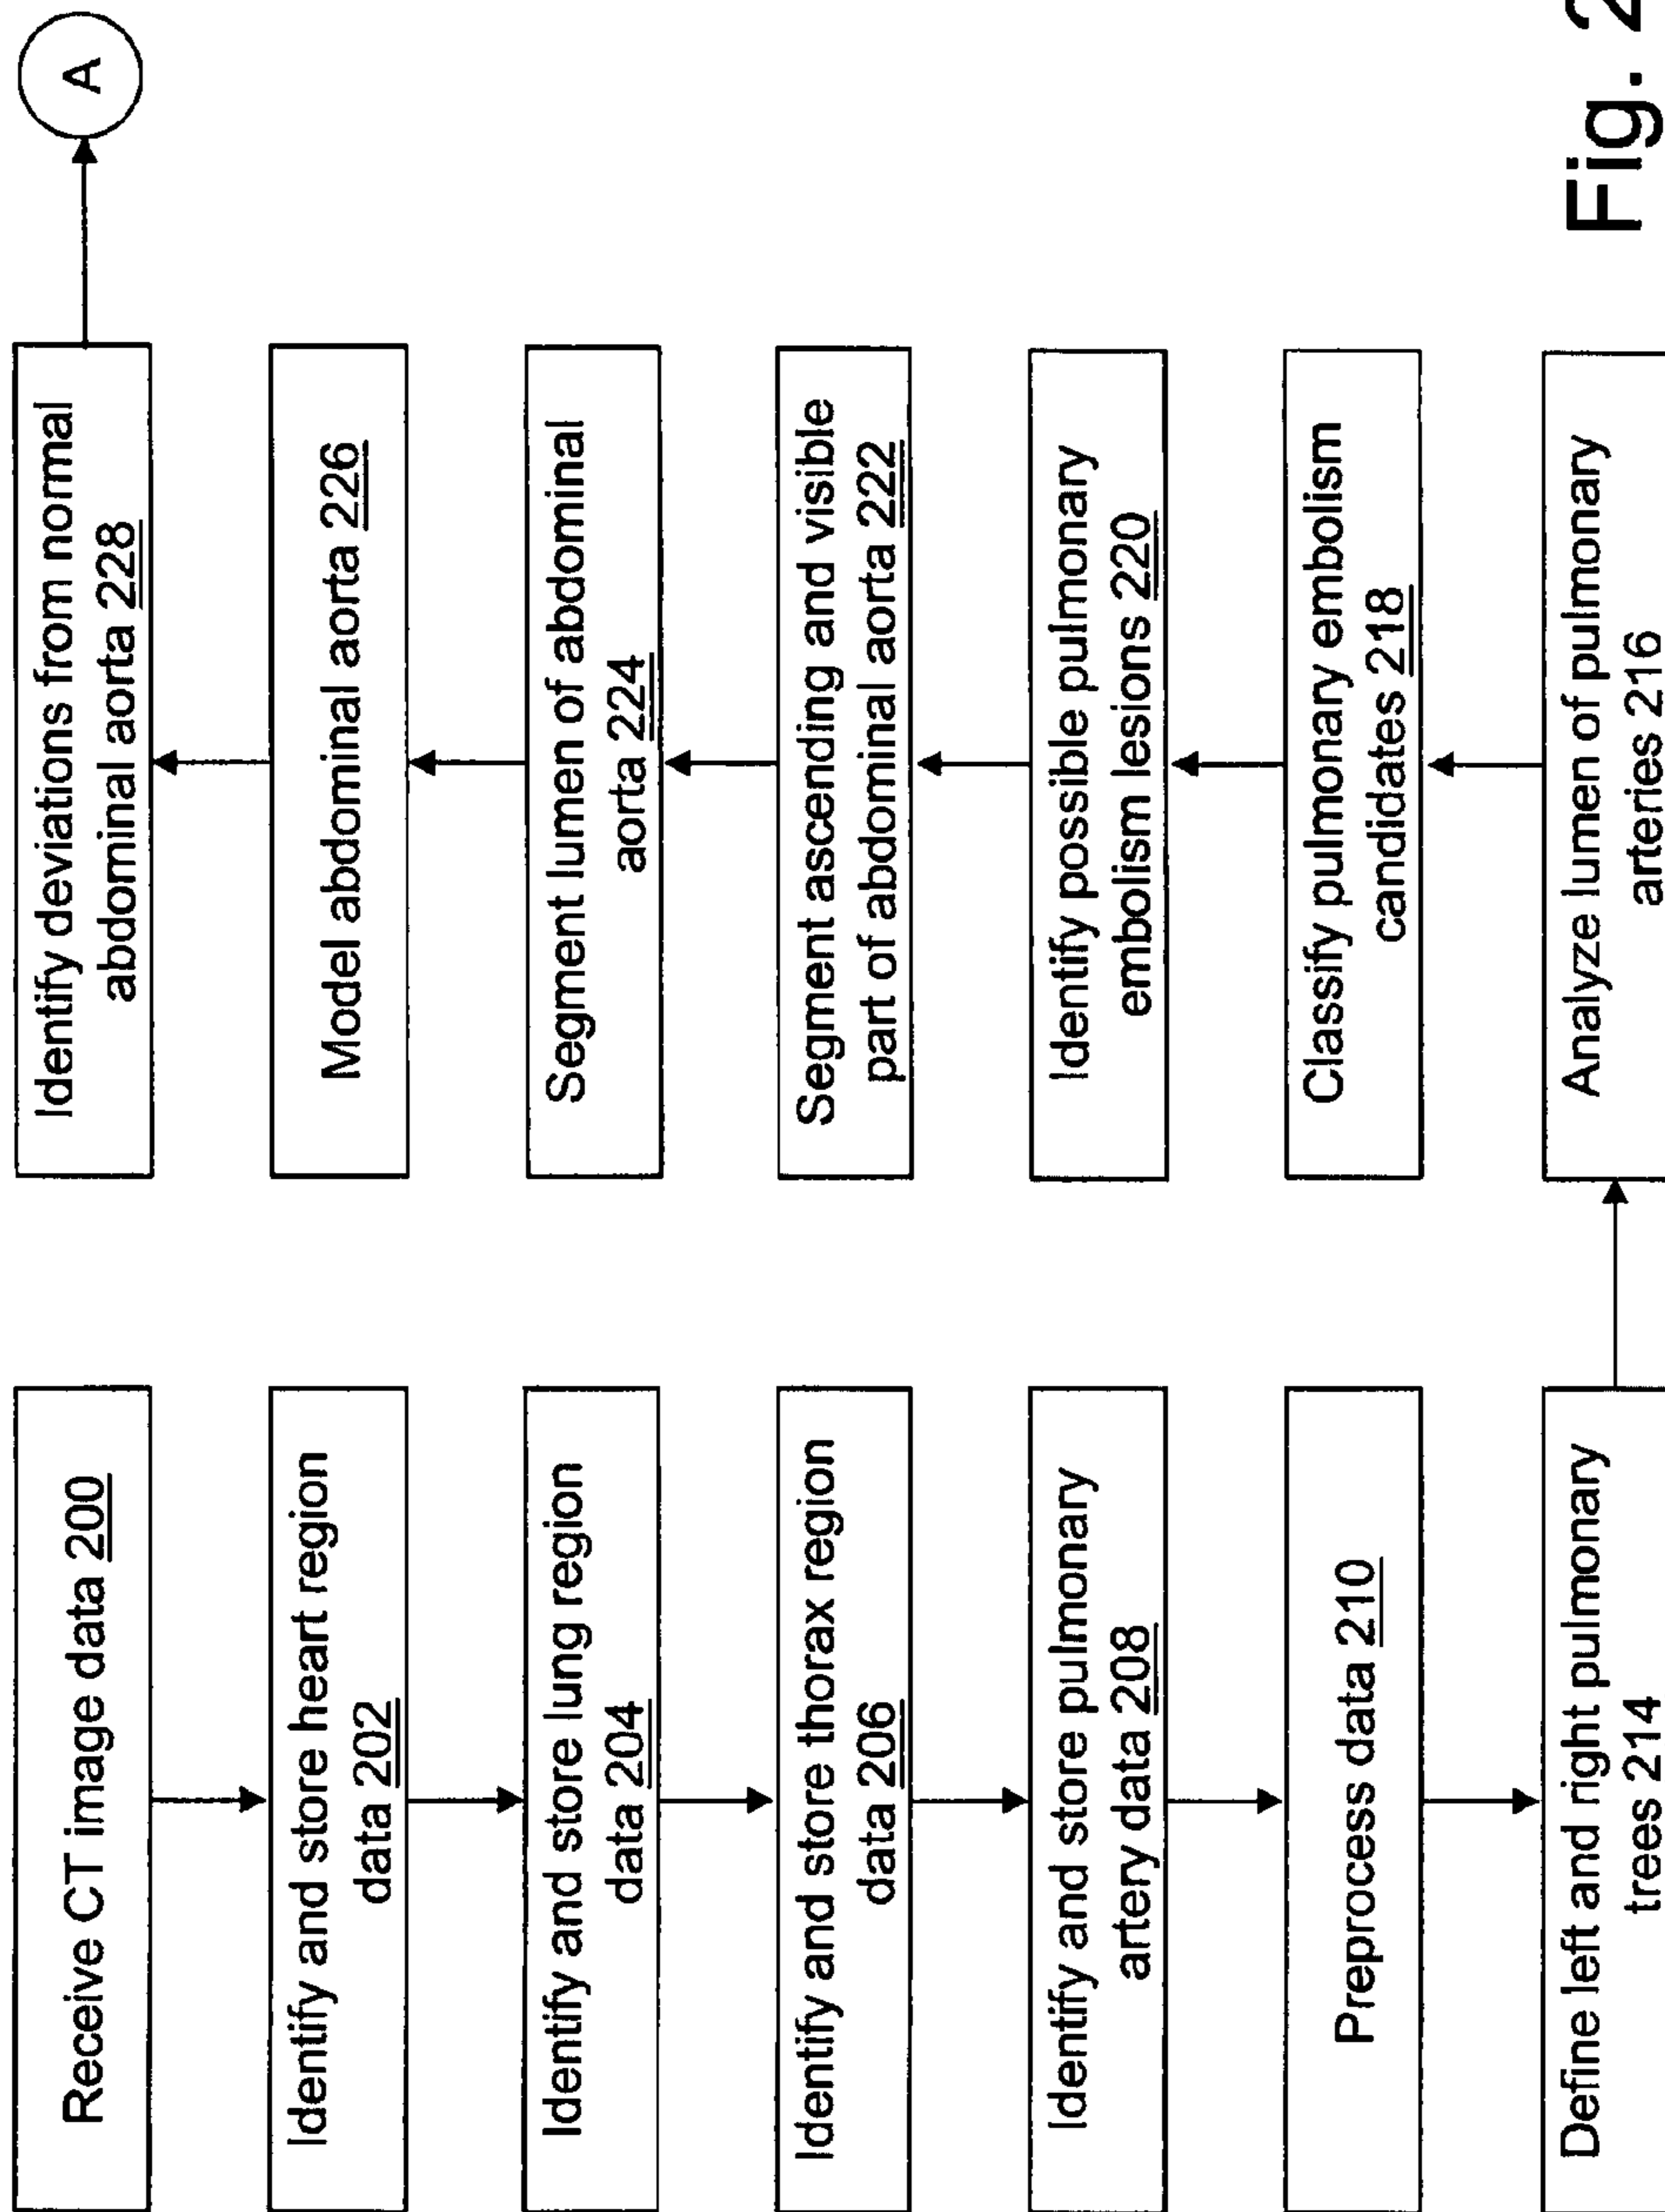 Receive CT image data 200
Identify and store heart region
data 202
Identify and store lung region
data 204
Identify and store thorax region
data 206
Identify and store pulmonary
artery data 208
Preprocess data 210
Define left and right pulmonary
trees 214
Analyze lumen of pulmonary
arteries 216
Classify pulmonary embolism
candidates 218
Identify possible pulmonary
embolism lesions 220
Segment ascending and visible
part of abdominal aorta 222
Segment lumen of abdominal
aorta 224
Model abdominal aorta 226
Identify deviations from normal
abdominal aorta 228
A
Fig. 2